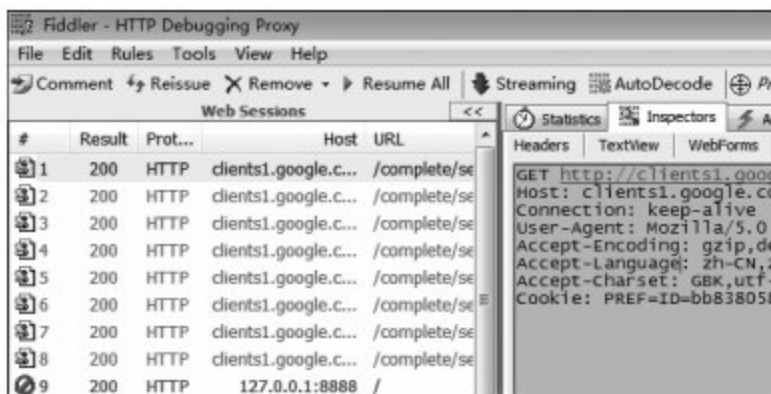 Fiddler - HTTP Debugging Proxy
File Edit Rules Tools View Help
Comment Reissue Remove Resume All Streaming AutoDecode Pr
Web Sessions <<
Statistics Inspectors A
# Result Prot... Host URL
Headers TextView WebForms
1 200 HTTP clients1.google.c... /complete/se
2 200 HTTP clients1.google.c... /complete/se
3 200 HTTP clients1.google.c... /complete/se
4 200 HTTP clients1.google.c... /complete/se
5 200 HTTP clients1.google.c... /complete/se
6 200 HTTP clients1.google.c... /complete/se
7 200 HTTP clients1.google.c... /complete/se
8 200 HTTP clients1.google.c... /complete/se
9 200 HTTP 127.0.0.1:8888 /
GET http://clients1.goog
Host: clients1.google.co
Connection: keep-alive
User-Agent: Mozilla/5.0
Accept-Encoding: gzip,de
Accept-Language: zh-CN,z
Accept-Charset: GBK,utf-
Cookie: PREF=ID=bb838058